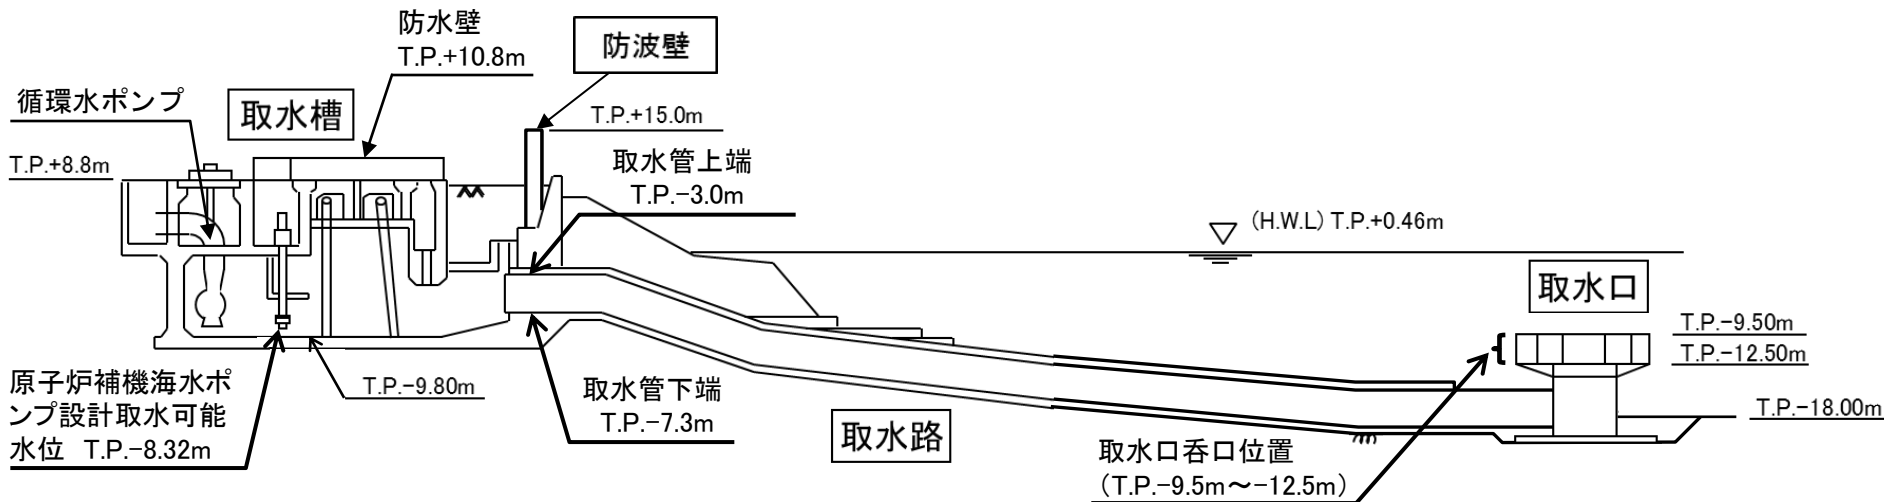 防水壁
T.P.+10.8m
防波壁
循環水ポンプ
取水槽
T.P.+15.0m
T.P.+8.8m
取水管上端
T.P.-3.0m
(H.W.L) T.P.+0.46m
取水口
T.P.-9.50m
T.P.-12.50m
原子炉補機海水ポ
ンプ設計取水可能
水位 T.P.-8.32m
T.P.-9.80m
取水管下端
T.P.-7.3m
取水路
T.P.-18.00m
取水口呑口位置
(T.P.-9.5m～-12.5m)